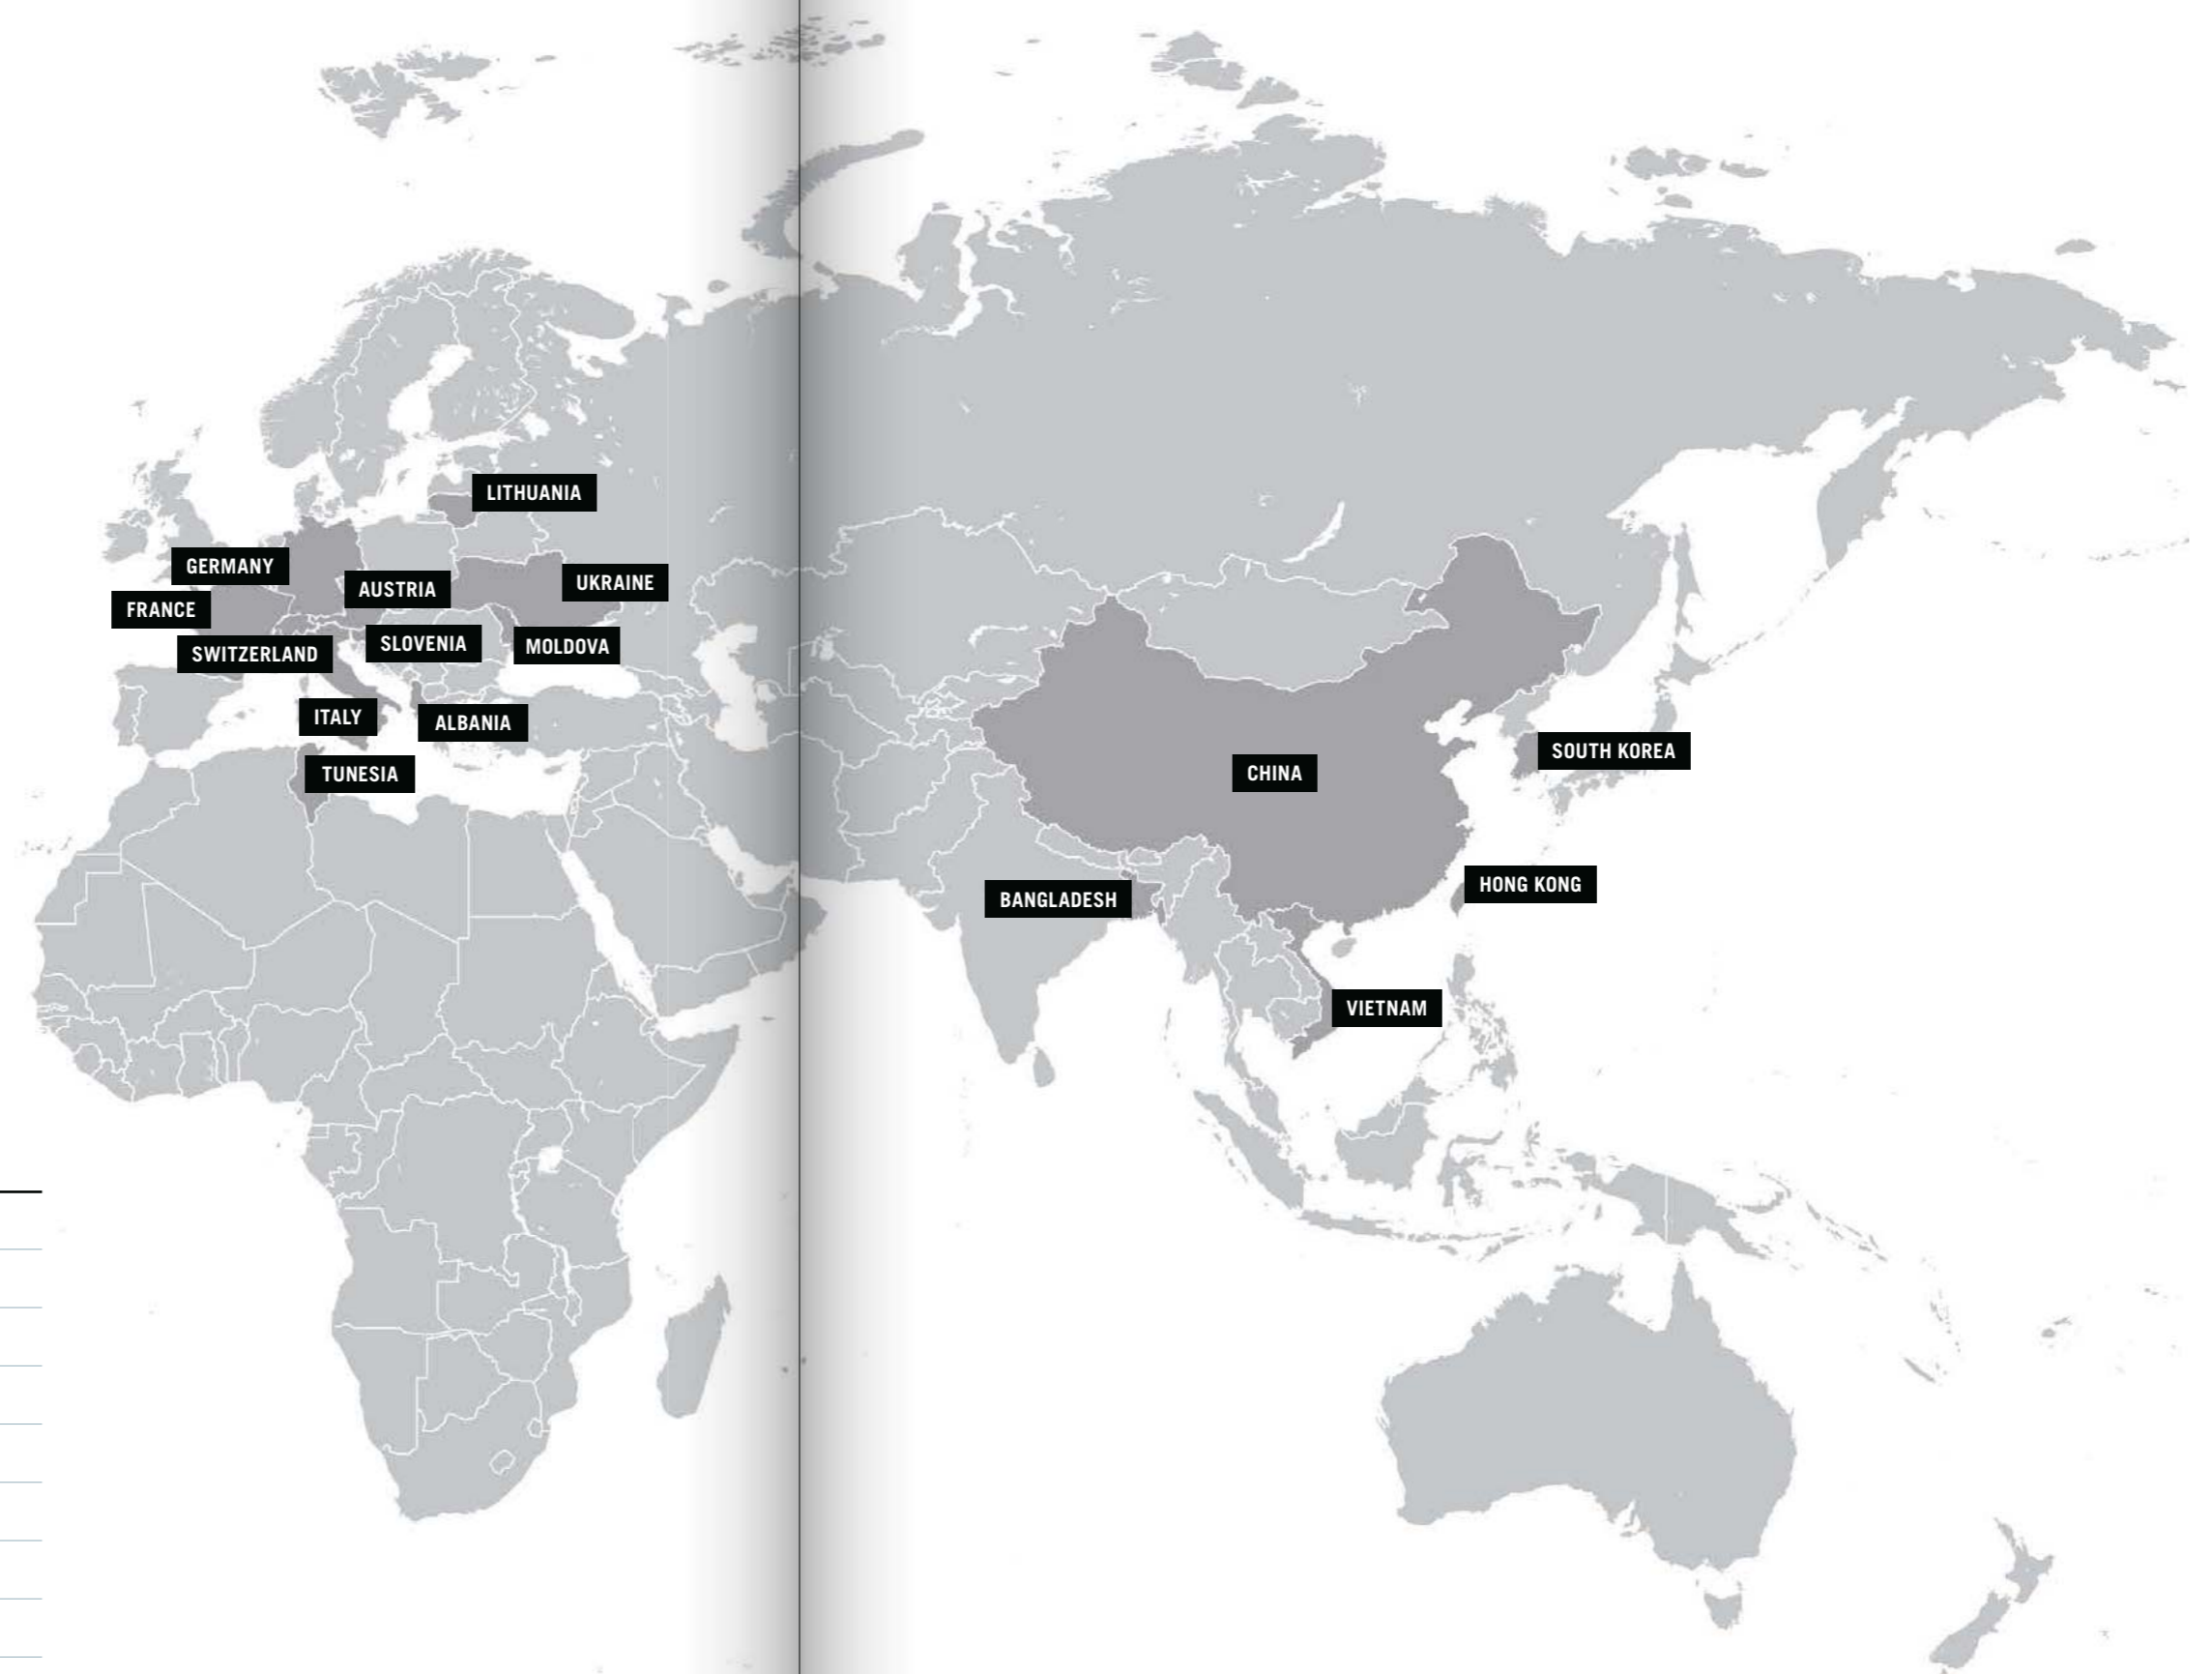 LITHUANIA
GERMANY
AUSTRIA
UKRAINE
FRANCE
SLOVENIA
MOLDOVA
SWITZERLAND
ITALY
ALBANIA
TUNESIA
CHINA
SOUTH KOREA
BANGLADESH
HONG KONG
VIETNAM